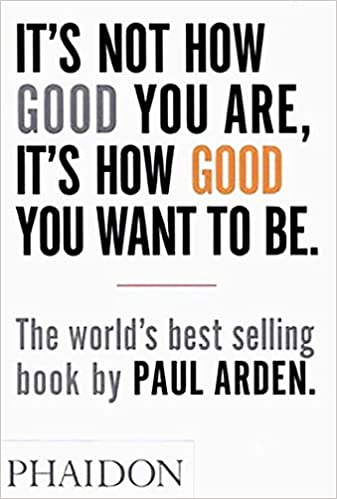 IT'S NOT HOW
GOOD YOU ARE,
IT'S HOW GOOD
YOU WANT TO BE.
The world's best selling
book by PAUL ARDEN.
PHAIDON